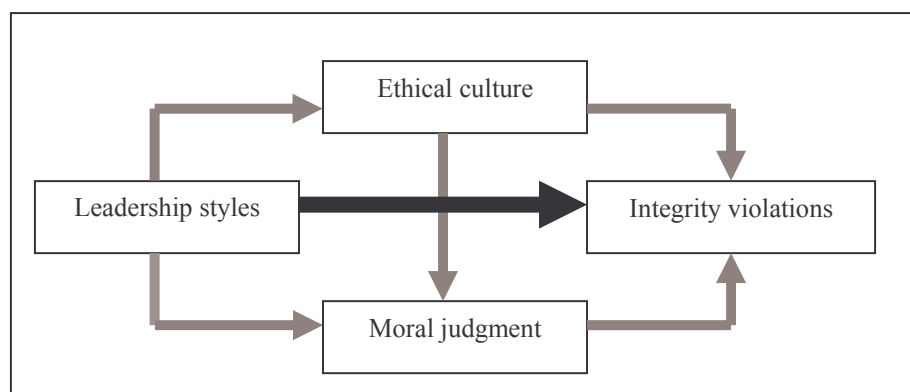 Ethical culture
Leadership styles
Integrity violations
Moral judgment